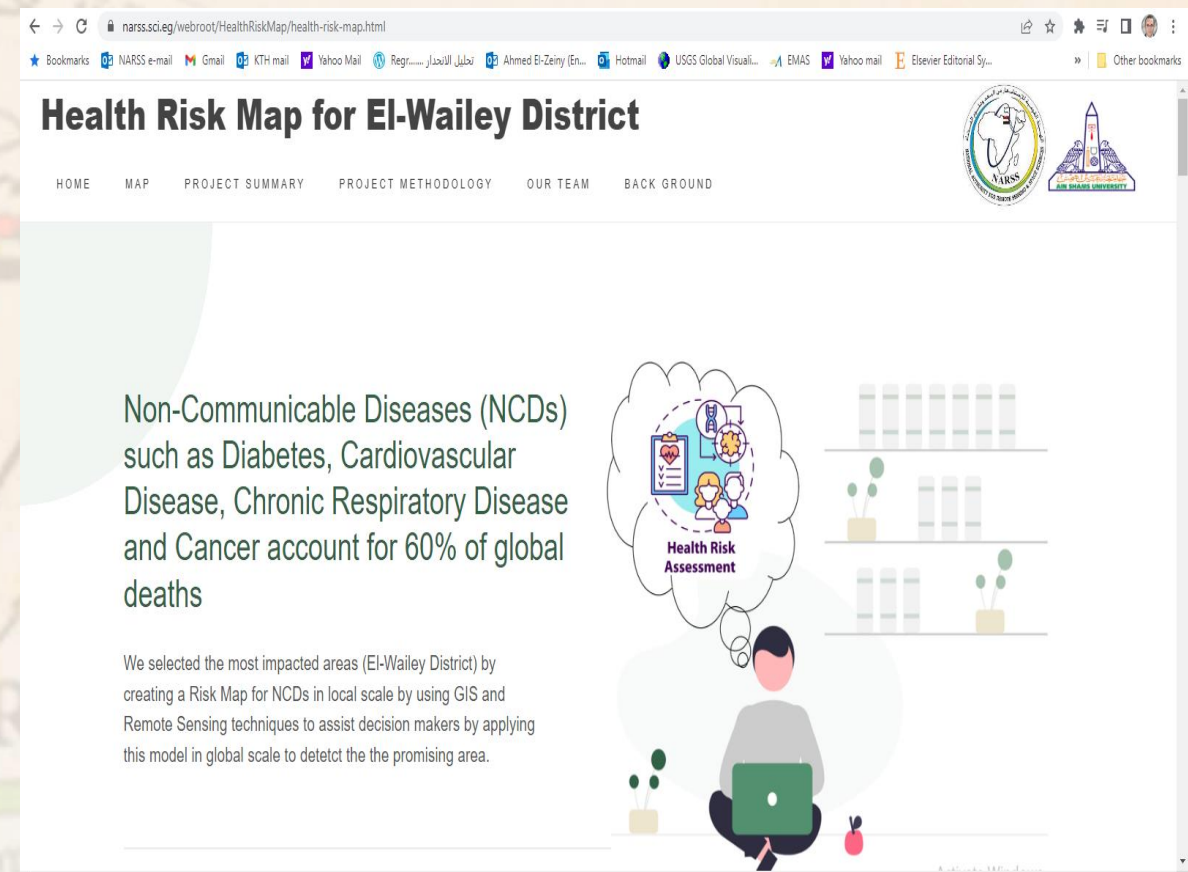 narss.sci.eg/webroot/HealthRiskMap/health-risk-map.html
Bookmarks NARSS e-mail Gmail KTH mail Yahoo Mail Regr....... تحليل الانحدار Ahmed El-Zeiny (En... Hotmail USGS Global Visuali... EMAS Yahoo mail Elsevier Editorial Sy... » Other bookmarks
Health Risk Map for El-Wailey District
HOME MAP PROJECT SUMMARY PROJECT METHODOLOGY OUR TEAM BACK GROUND
NARSS
AIN SHAMS UNIVERSITY
Non-Communicable Diseases (NCDs)
such as Diabetes, Cardiovascular
Disease, Chronic Respiratory Disease
and Cancer account for 60% of global
deaths
We selected the most impacted areas (El-Wailey District) by
creating a Risk Map for NCDs in local scale by using GIS and
Remote Sensing techniques to assist decision makers by applying
this model in global scale to detetct the the promising area.
Health Risk
Assessment